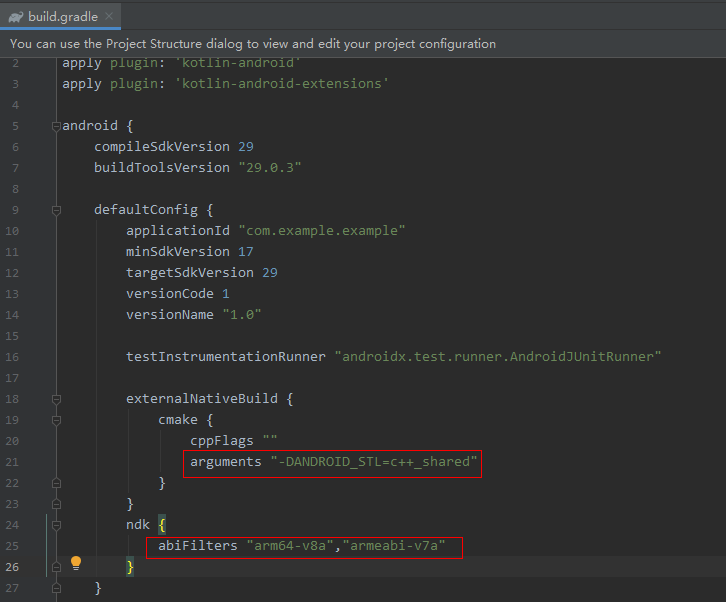 build.gradle
You can use the Project Structure dialog to view and edit your project configuration
2 apply plugin: 'kotlin-android'
3 apply plugin: 'kotlin-android-extensions'
4
5 android {
6 compileSdkVersion 29
7 buildToolsVersion "29.0.3"
8
9 defaultConfig {
10 applicationId "com.example.example"
11 minSdkVersion 17
12 targetSdkVersion 29
13 versionCode 1
14 versionName "1.0"
15
16 testInstrumentationRunner "androidx.test.runner.AndroidJUnitRunner"
17
18 externalNativeBuild {
19 cmake {
20 cppFlags ""
21 arguments "-DANDROID_STL=c++_shared"
22 }
23 }
24 ndk {
25 abiFilters "arm64-v8a","armeabi-v7a"
26 }
27 }